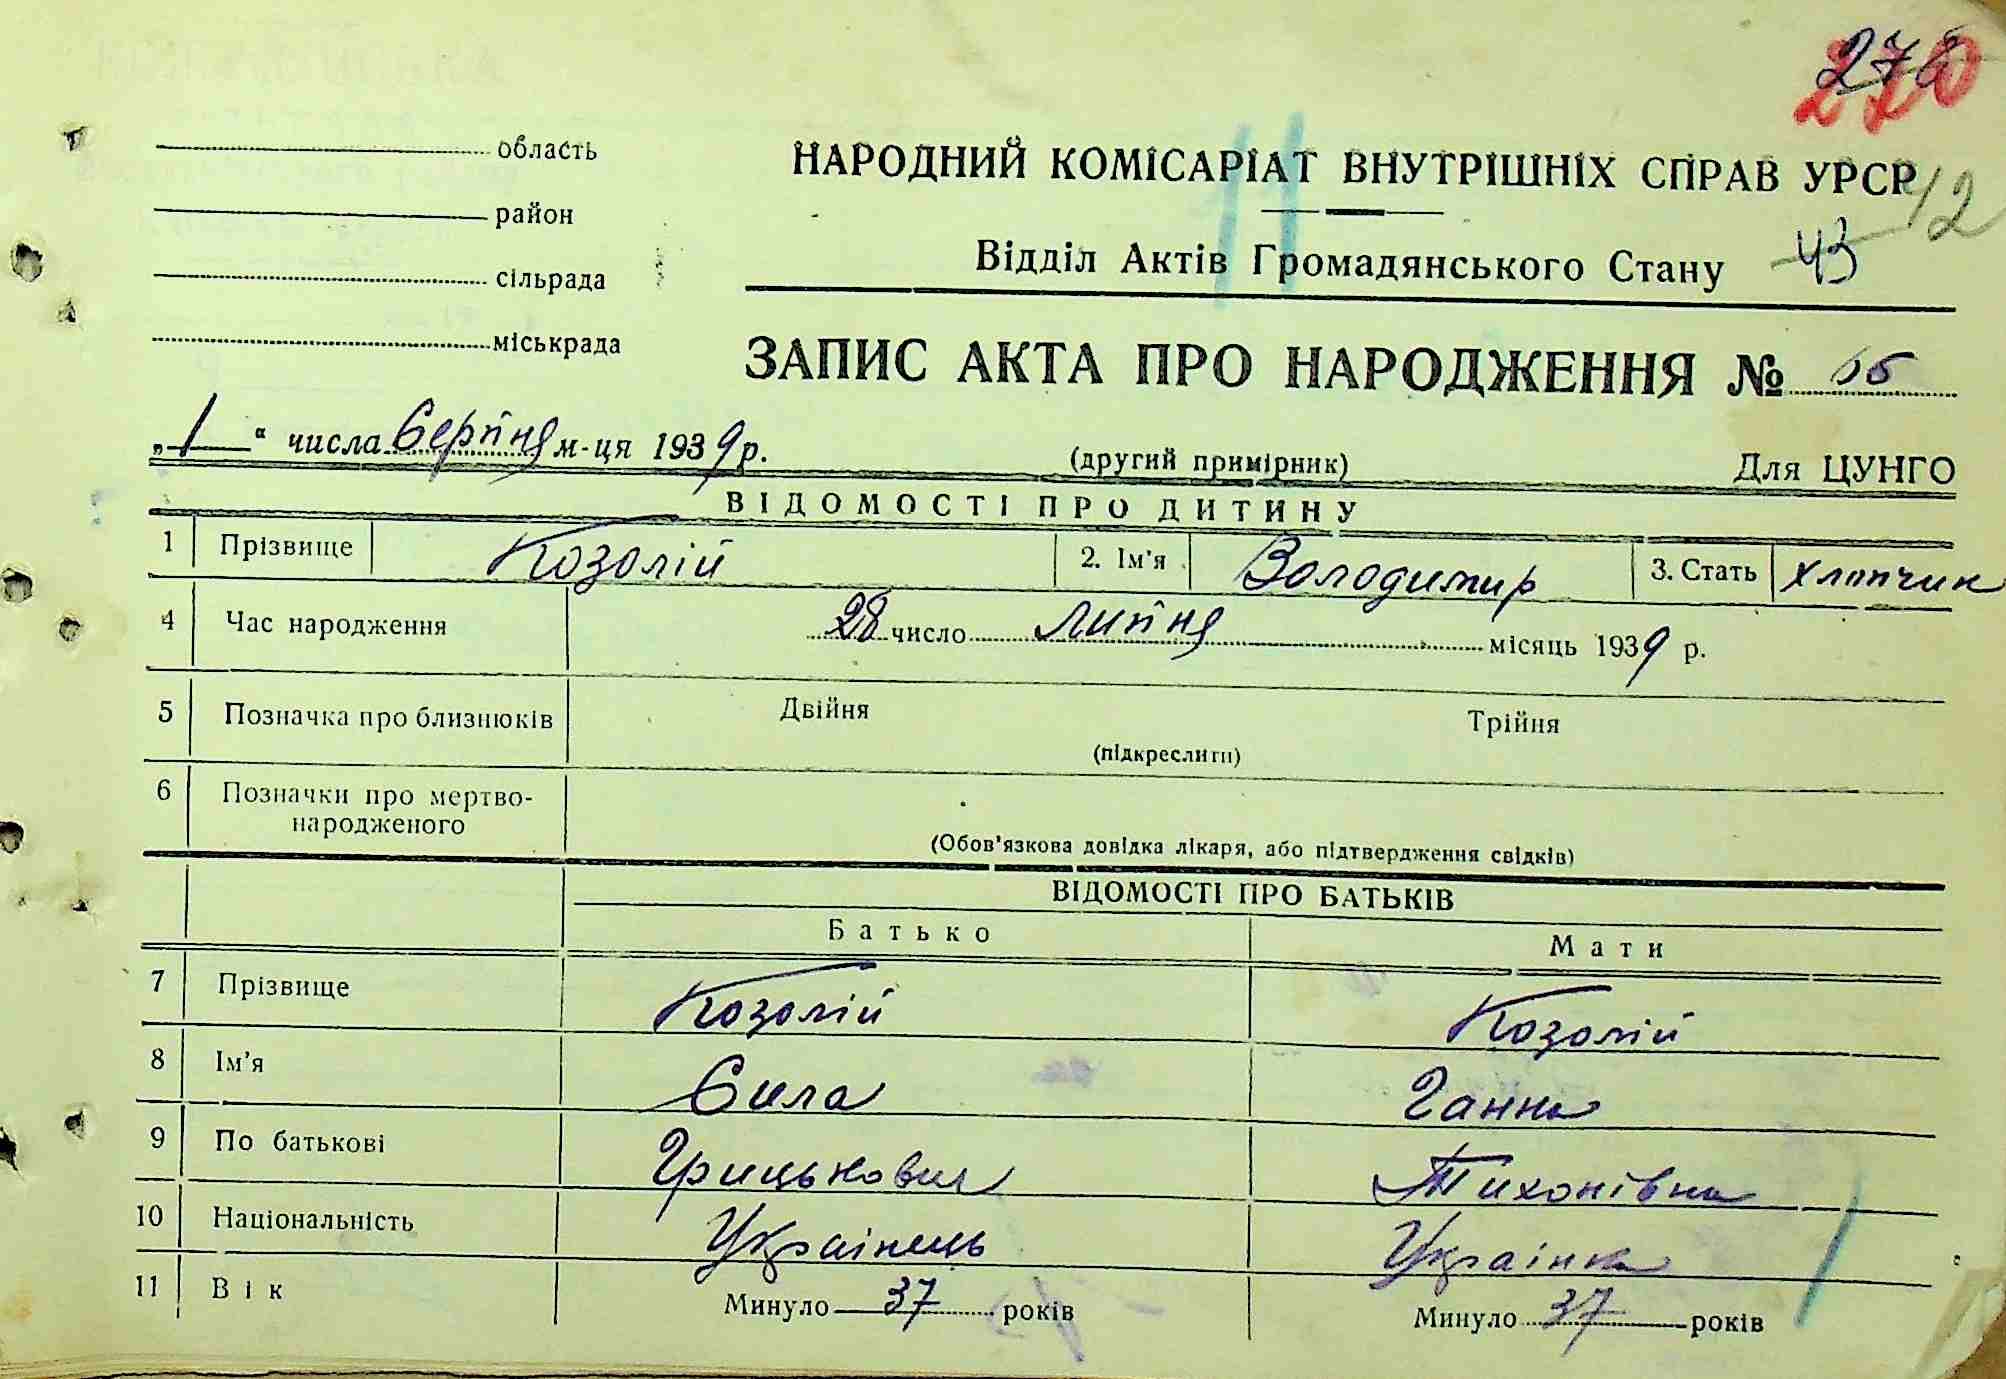 270
область
НАРОДНИЙ КОМІСАРІАТ ВНУТРІШНІХ СПРАВ УРСР
12
район
Відділ Актів Громадянського Стану 43
сільрада
міськрада
ЗАПИС АКТА ПРО НАРОДЖЕННЯ №
„1“ числа Серпня м-ця 1939 р.
(другий примірник)
Для ЦУНГО
ВІДОМОСТІ ПРО ДИТИНУ
1 Прізвище Козолій 2. Ім'я Володимир 3. Стать хлопчик
4 Час народження 28 число липня місяць 1939 р.
5 Позначка про близнюків Двійня Трійня
(підкреслити)
6 Позначки про мертво-
народженого
(Обов'язкова довідка лікаря, або підтвердження свідків)
ВІДОМОСТІ ПРО БАТЬКІВ
Батько Мати
7 Прізвище Козолій Козолій
8 Ім'я Сила Ганна
9 По батькові Грицькович Тихонівна
10 Національність Українець Українка
11 Вік Минуло 37 років Минуло 37 років